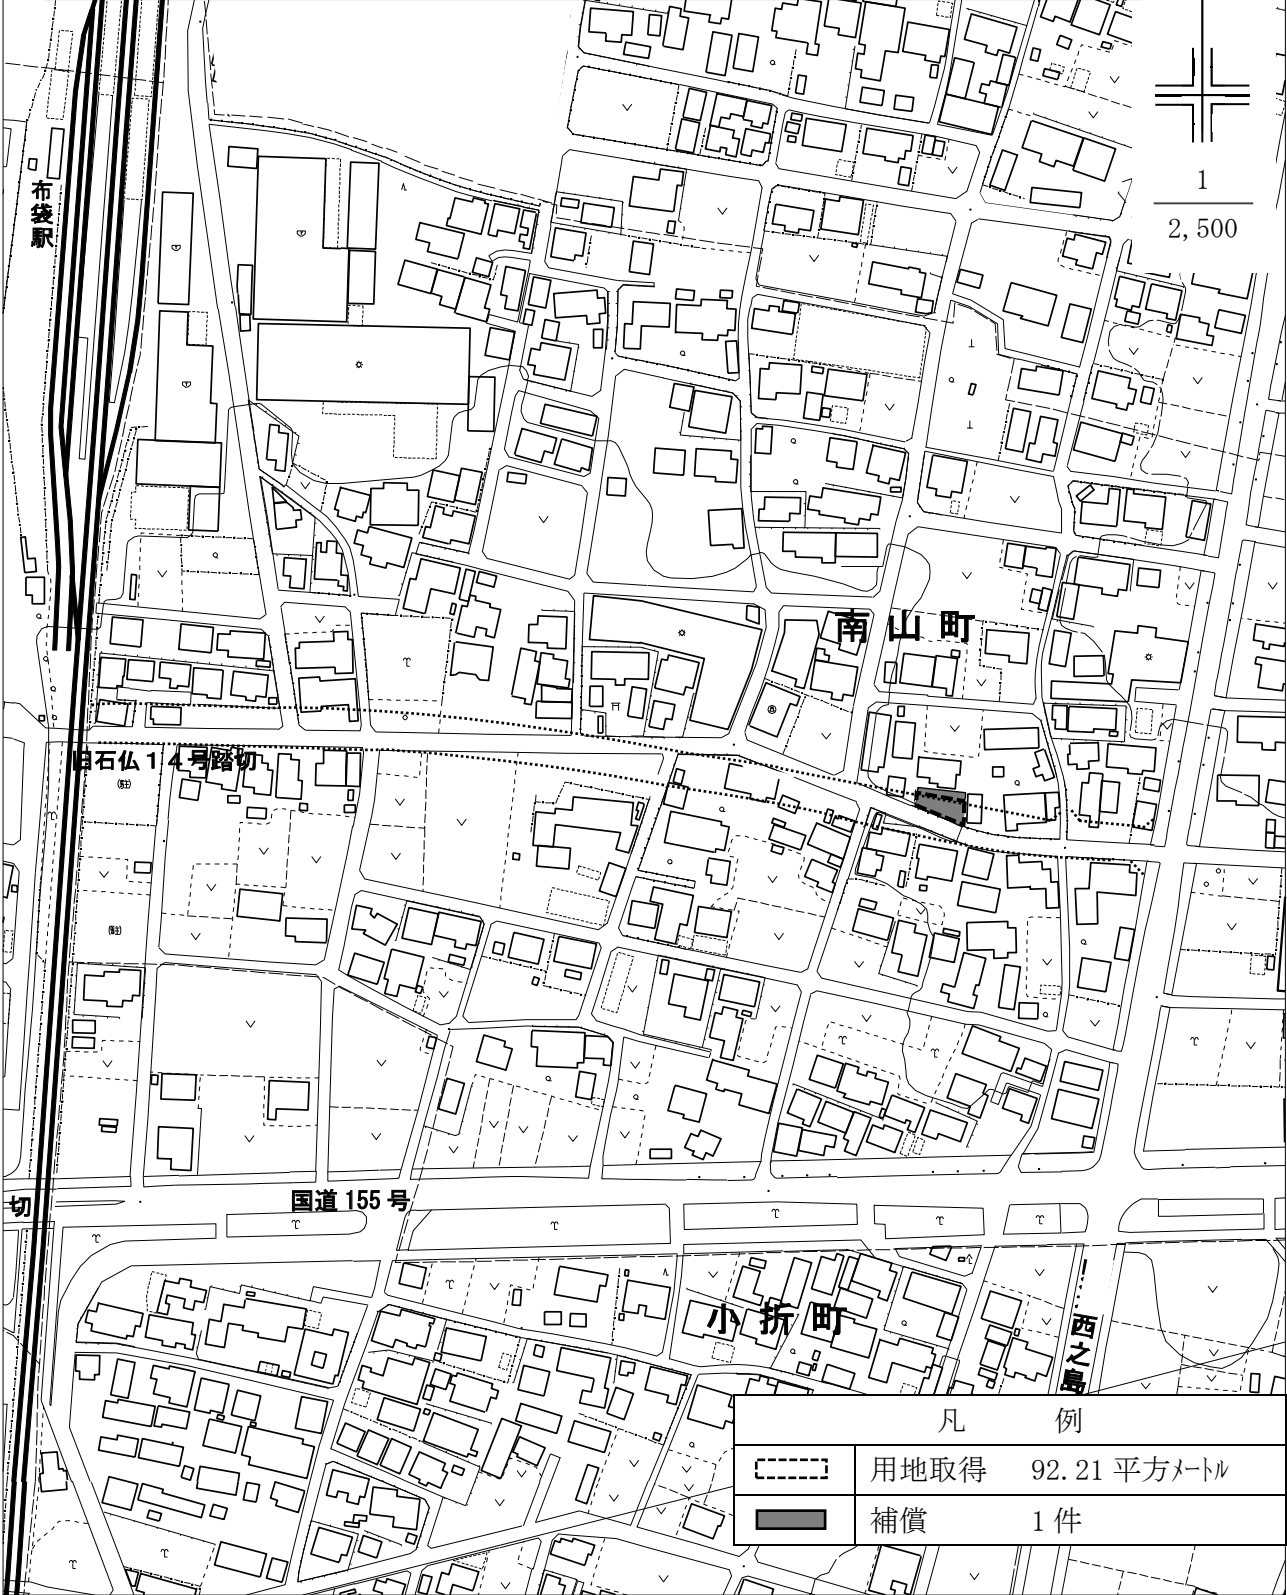 1
2,500
布袋駅
南山町
旧石仏14号踏切
国道155号
切
小折町
西之島
凡　　例
用地取得　92.21平方メートル
補償　1件